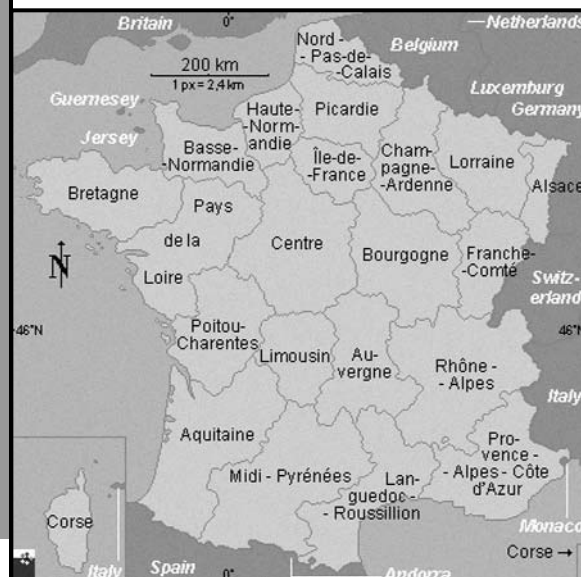 Britain
0°
Netherlands
Nord -
- Pas-de-
- Calais
Belgium
200 km
1 px = 2,4 km
Luxemburg
Germany
Guernesey
Jersey
Haute-
-Norm-
andie
Picardie
Basse-
-Normandie
Île-de-
-France
Cham-
pagne-
-Ardenne
Lorraine
Alsace
Bretagne
Pays
de la
Loire
Centre
Bourgogne
Franche-
-Comté
N
Switz-
erland
46°N
46°N
Poitou-
Charentes
Limousin
Au-
vergne
Rhône -
- Alpes
Italy
Aquitaine
Midi - Pyrénées
Lan-
guedoc -
- Roussillion
Pro-
vence -
- Alpes - Côte
d'Azur
Corse
Monaco
Corse →
Italy
Spain
0°
Andorra